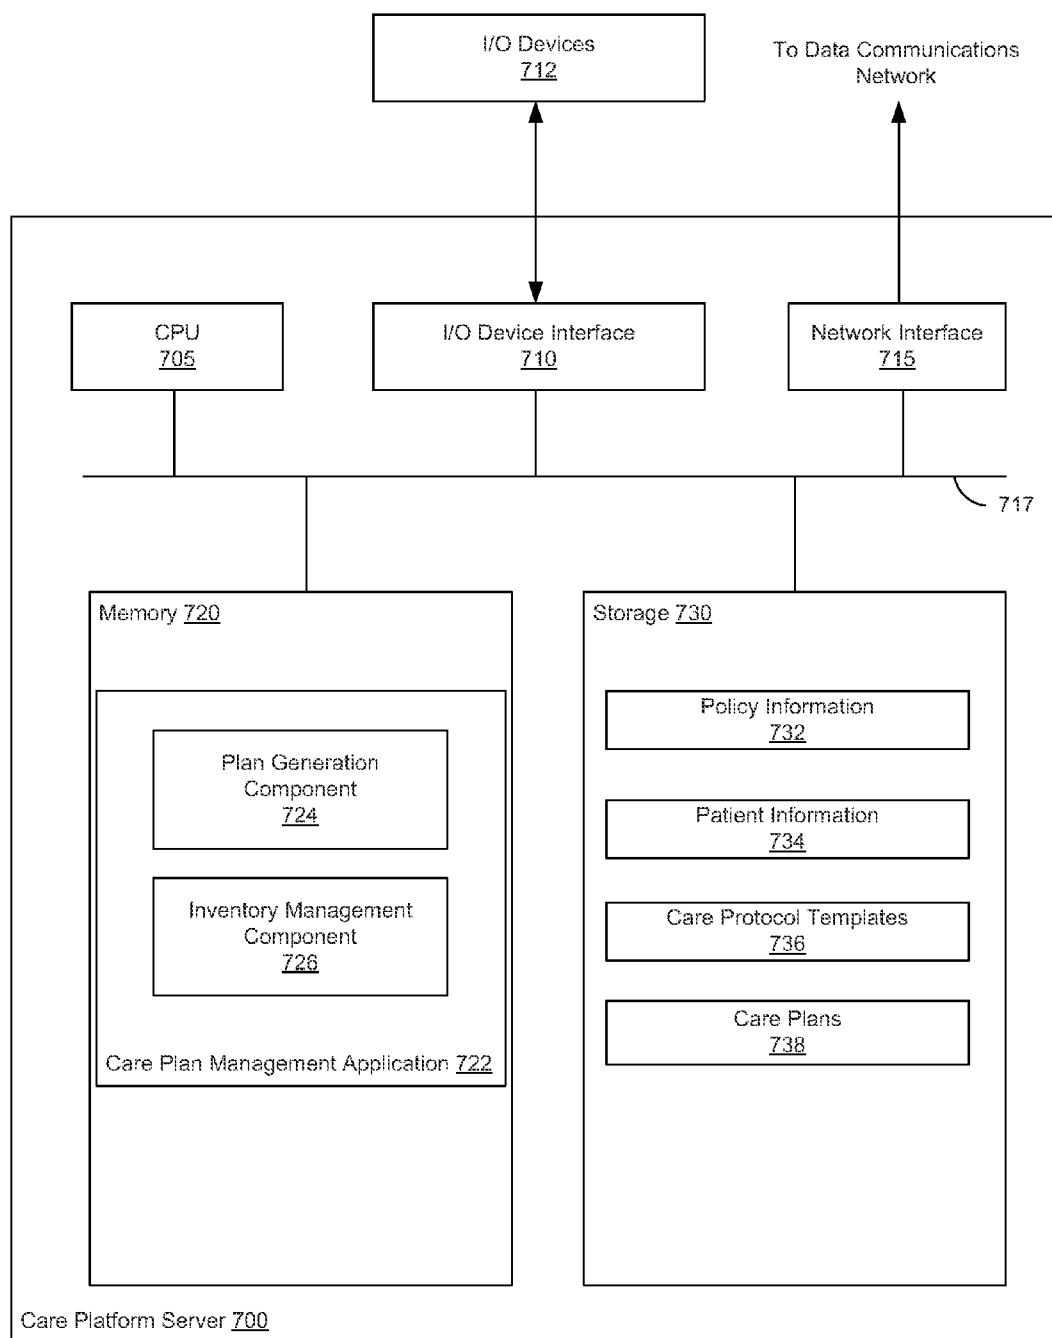 I/O Devices
712
To Data Communications
Network
CPU
705
I/O Device Interface
710
Network Interface
715
717
Memory 720
Plan Generation
Component
724
Inventory Management
Component
726
Care Plan Management Application 722
Storage 730
Policy Information
732
Patient Information
734
Care Protocol Templates
736
Care Plans
738
Care Platform Server 700